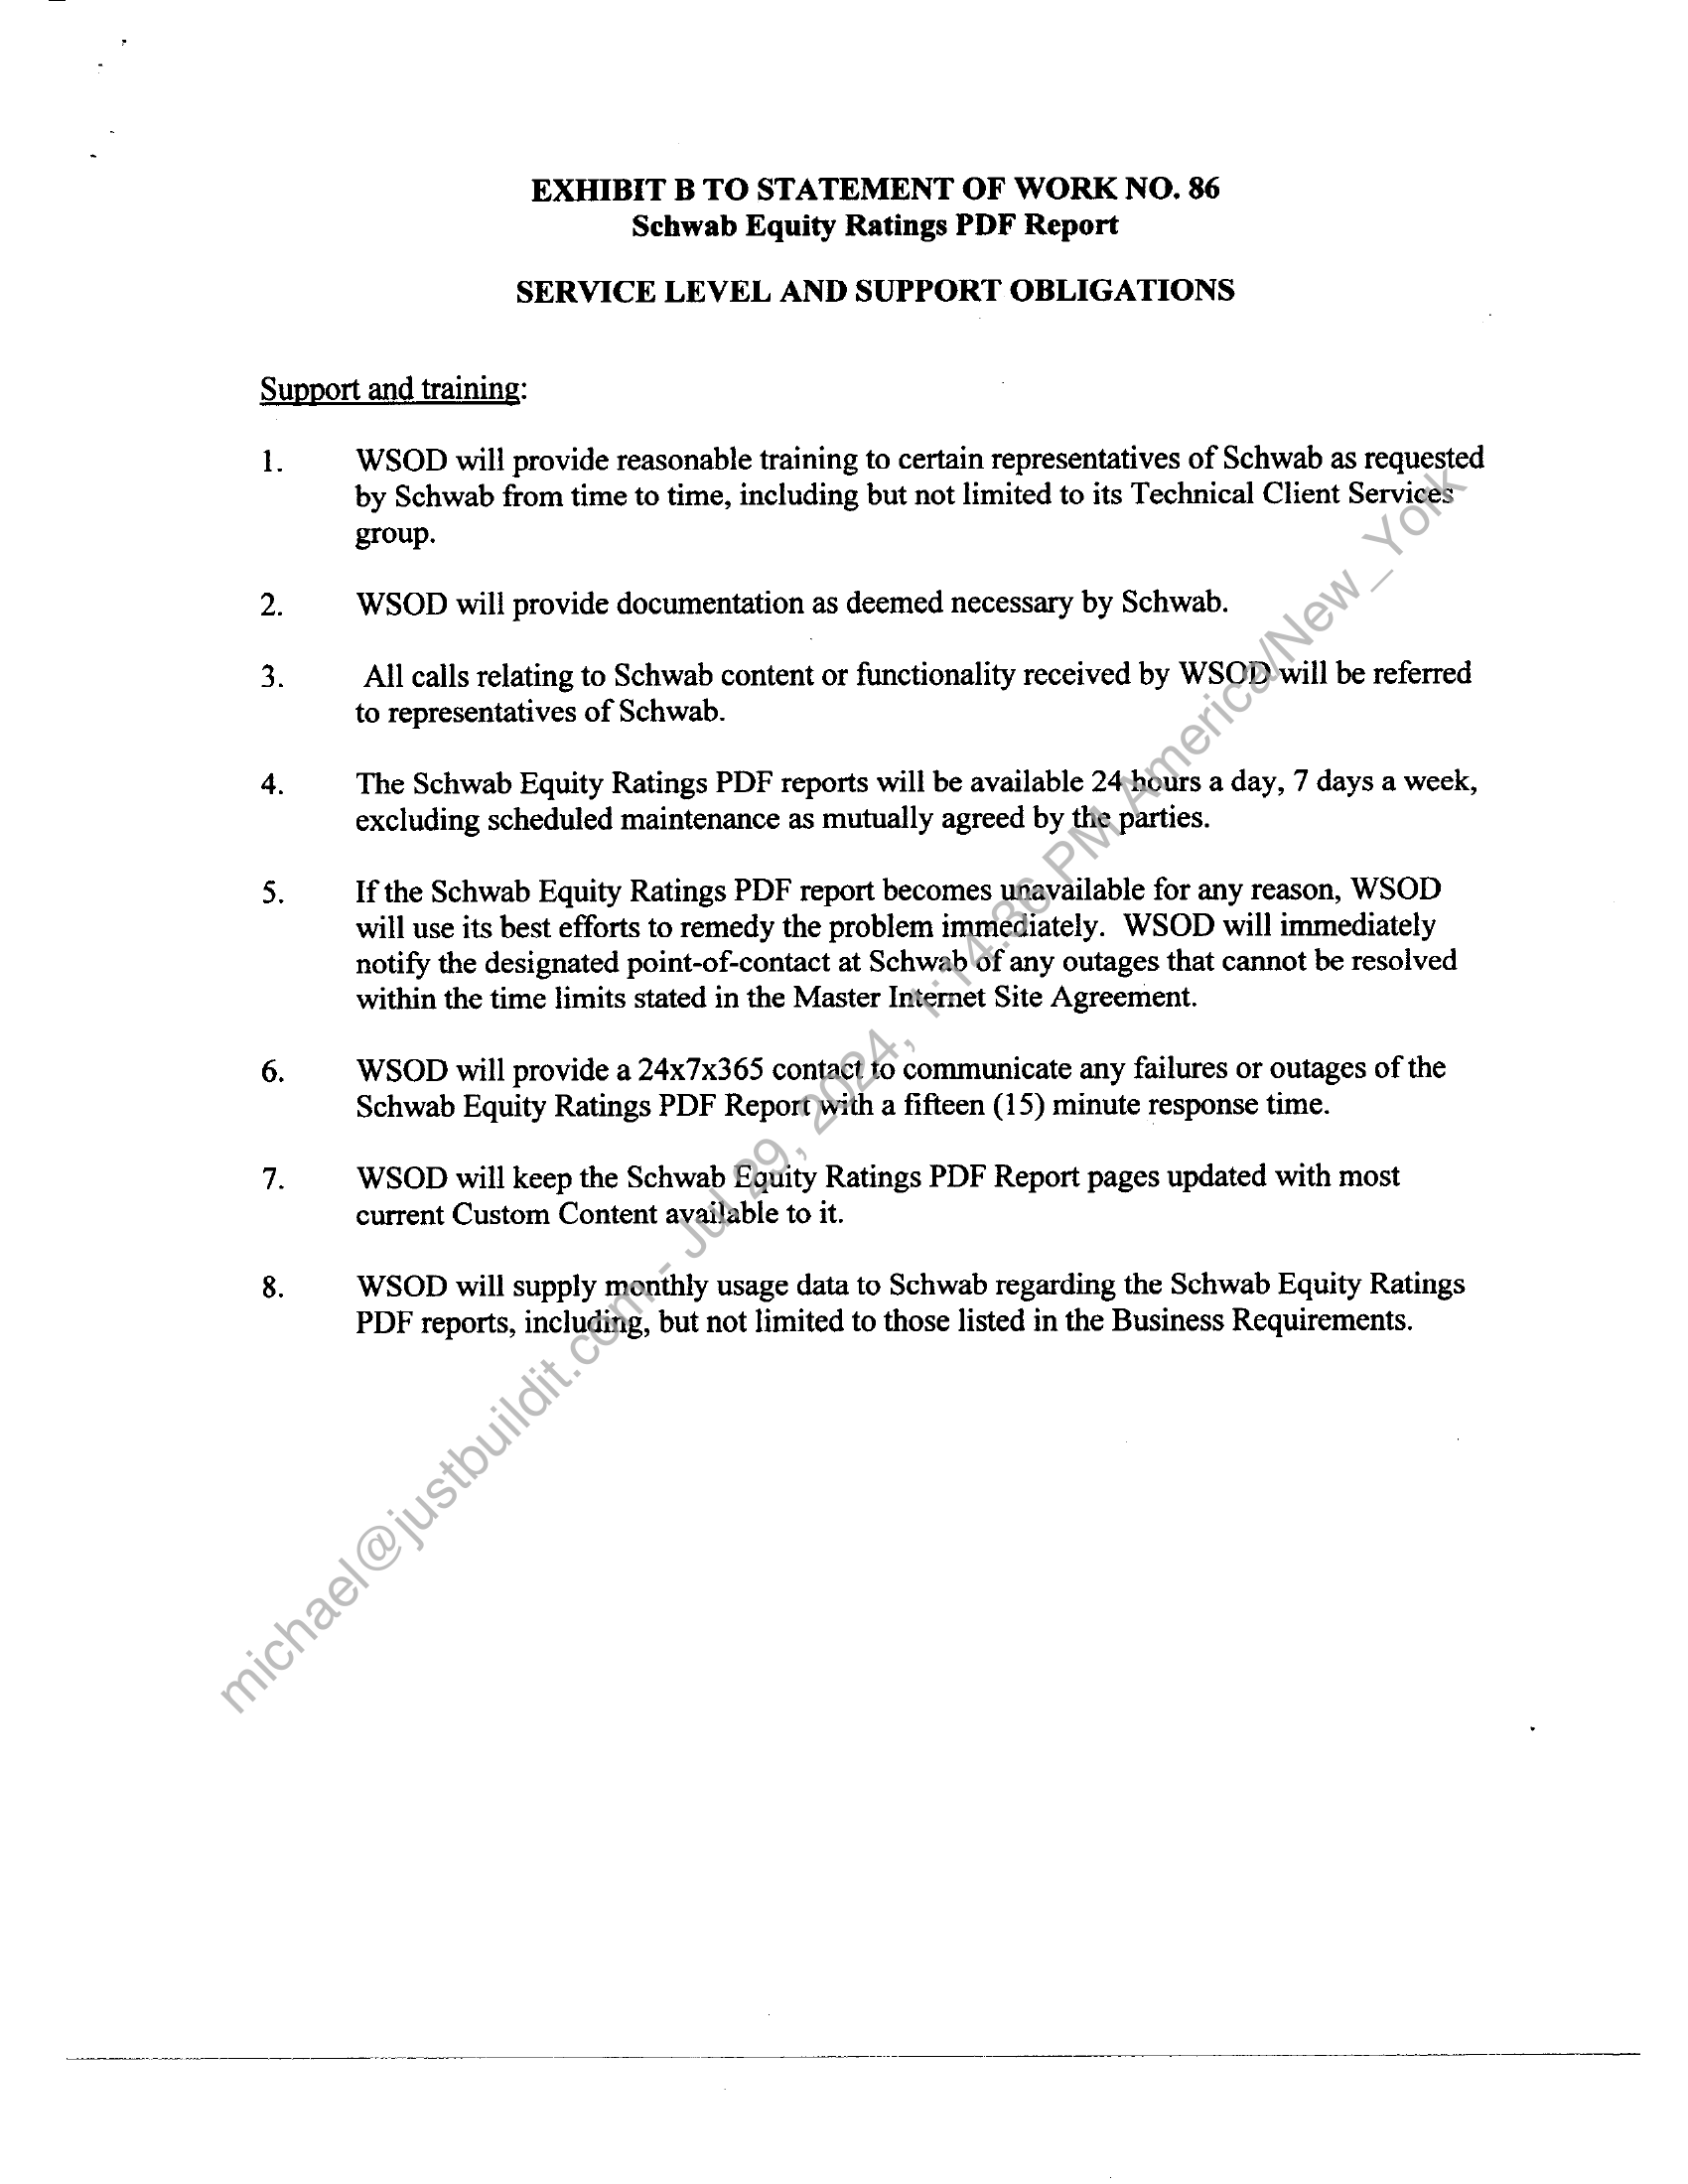 EXHIBIT B TO STATEMENT OF WORK NO. 86
Schwab Equity Ratings PDF Report
SERVICE LEVEL AND SUPPORT OBLIGATIONS
Support and training:
1. WSOD will provide reasonable training to certain representatives of Schwab as requested
by Schwab from time to time, including but not limited to its Technical Client Services
group.
2. WSOD will provide documentation as deemed necessary by Schwab.
3. All calls relating to Schwab content or functionality received by WSOD will be referred
to representatives of Schwab.
4. The Schwab Equity Ratings PDF reports will be available 24 hours a day, 7 days a week,
excluding scheduled maintenance as mutually agreed by the parties.
5. If the Schwab Equity Ratings PDF report becomes unavailable for any reason, WSOD
will use its best efforts to remedy the problem immediately. WSOD will immediately
notify the designated point-of-contact at Schwab of any outages that cannot be resolved
within the time limits stated in the Master Internet Site Agreement.
6. WSOD will provide a 24x7x365 contact to communicate any failures or outages of the
Schwab Equity Ratings PDF Report with a fifteen (15) minute response time.
7. WSOD will keep the Schwab Equity Ratings PDF Report pages updated with most
current Custom Content available to it.
8. WSOD will supply monthly usage data to Schwab regarding the Schwab Equity Ratings
PDF reports, including, but not limited to those listed in the Business Requirements.
michael@justbuildit.com - Jul 29, 2024, 1:14:36 PM America/New_York